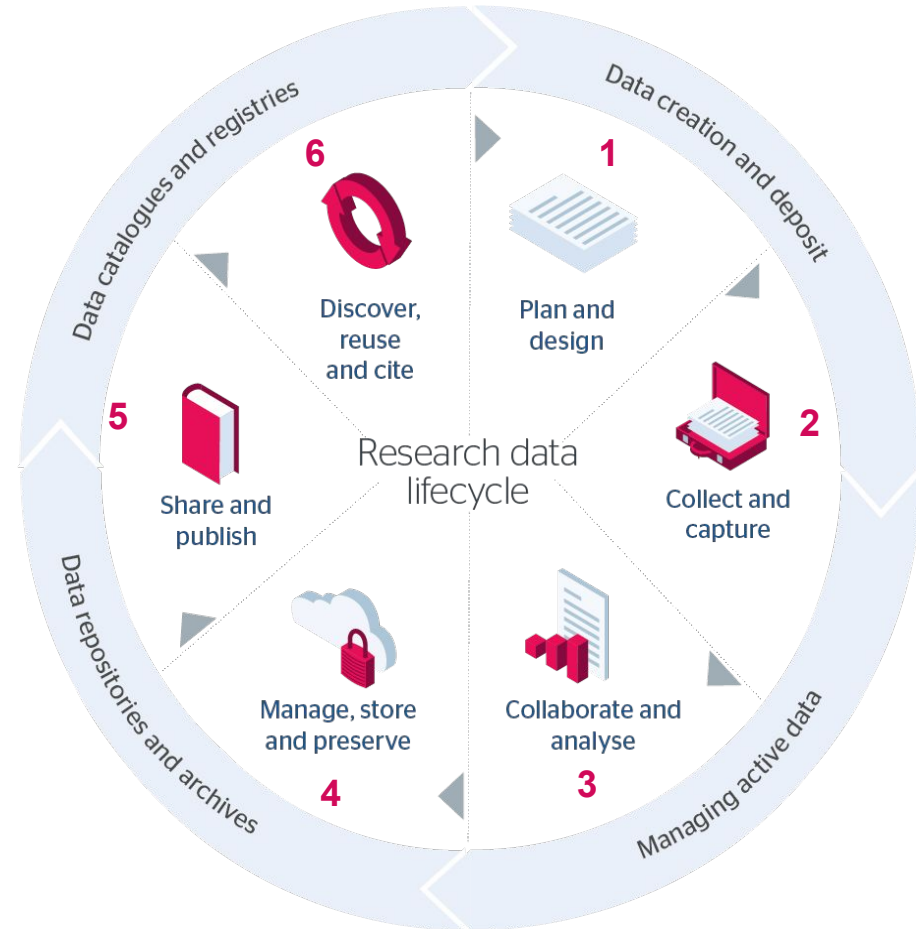 Research data
lifecycle
Data creation and deposit
1
Plan and
design
2
Collect and
capture
Managing active data
3
Collaborate and
analyse
Data repositories and archives
4
Manage, store
and preserve
5
Share and
publish
Data catalogues and registries
6
Discover,
reuse
and cite